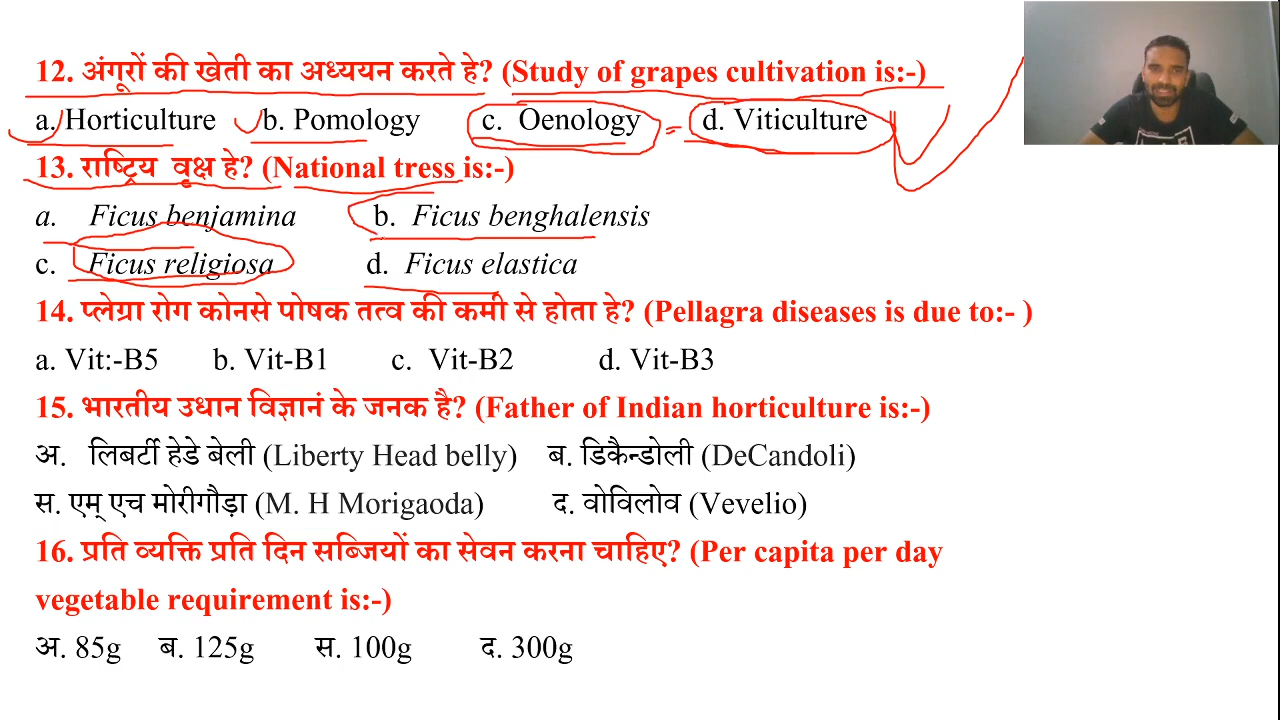 12. अंगूरों की खेती का अध्ययन करते हे? (Study of grapes cultivation is:-)
a. Horticulture b. Pomology c. Oenology = d. Viticulture
13. राष्ट्रिय वृक्ष हे? (National tress is:-)
a. Ficus benjamina b. Ficus benghalensis
c. Ficus religiosa d. Ficus elastica
14. प्लेग्रा रोग कोनसे पोषक तत्व की कमी से होता हे? (Pellagra diseases is due to:- )
a. Vit:-B5 b. Vit-B1 c. Vit-B2 d. Vit-B3
15. भारतीय उधान विज्ञानं के जनक है? (Father of Indian horticulture is:-)
अ. लिबर्टी हेडे बेली (Liberty Head belly) ब. डिकैन्डोली (DeCandoli)
स. एम् एच मोरीगौड़ा (M. H Morigaoda) द. वोविलोव (Vevelio)
16. प्रति व्यक्ति प्रति दिन सब्जियों का सेवन करना चाहिए? (Per capita per day
vegetable requirement is:-)
अ. 85g ब. 125g स. 100g द. 300g